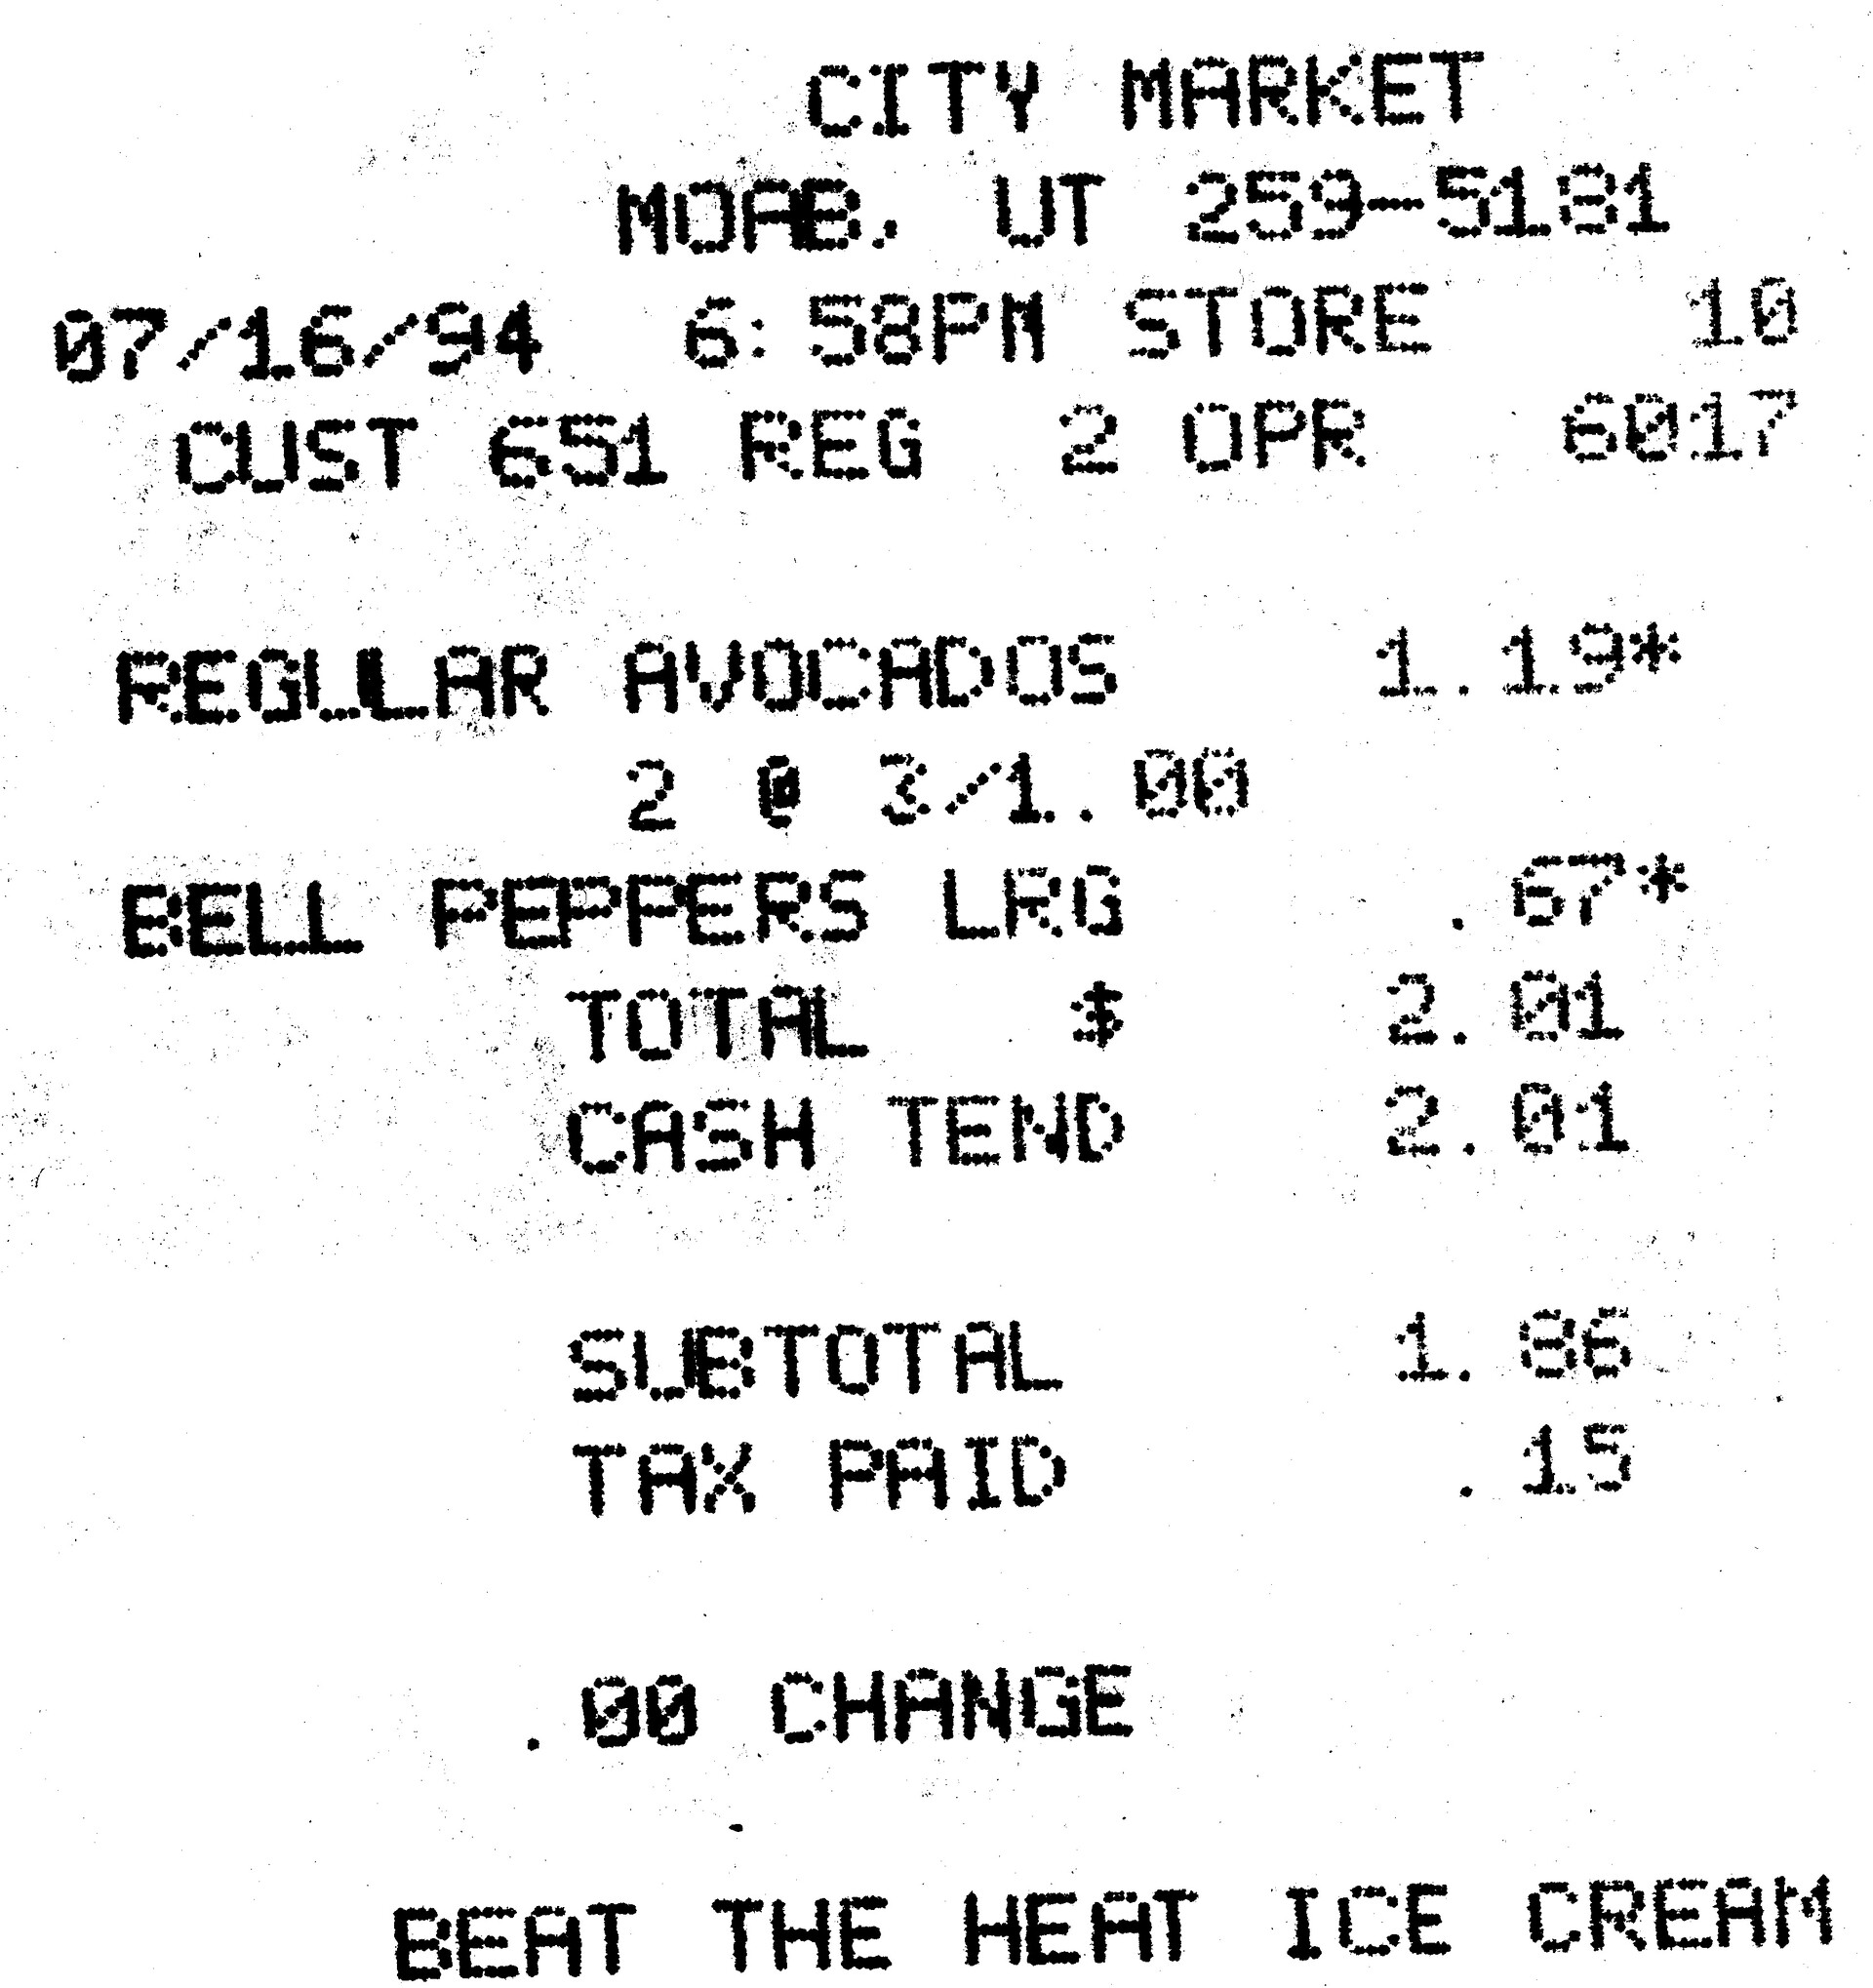 CITY MARKET
MOAB, UT 259-5181
07/16/94 6:58PM STORE 10
CUST 651 REG 2 OPR 6017
REGULAR AVOCADOS 1.19*
2 @ 3/1.00
BELL PEPPERS LRG .67*
TOTAL $ 2.01
CASH TEND 2.01
SUBTOTAL 1.86
TAX PAID .15
.00 CHANGE
BEAT THE HEAT ICE CREAM